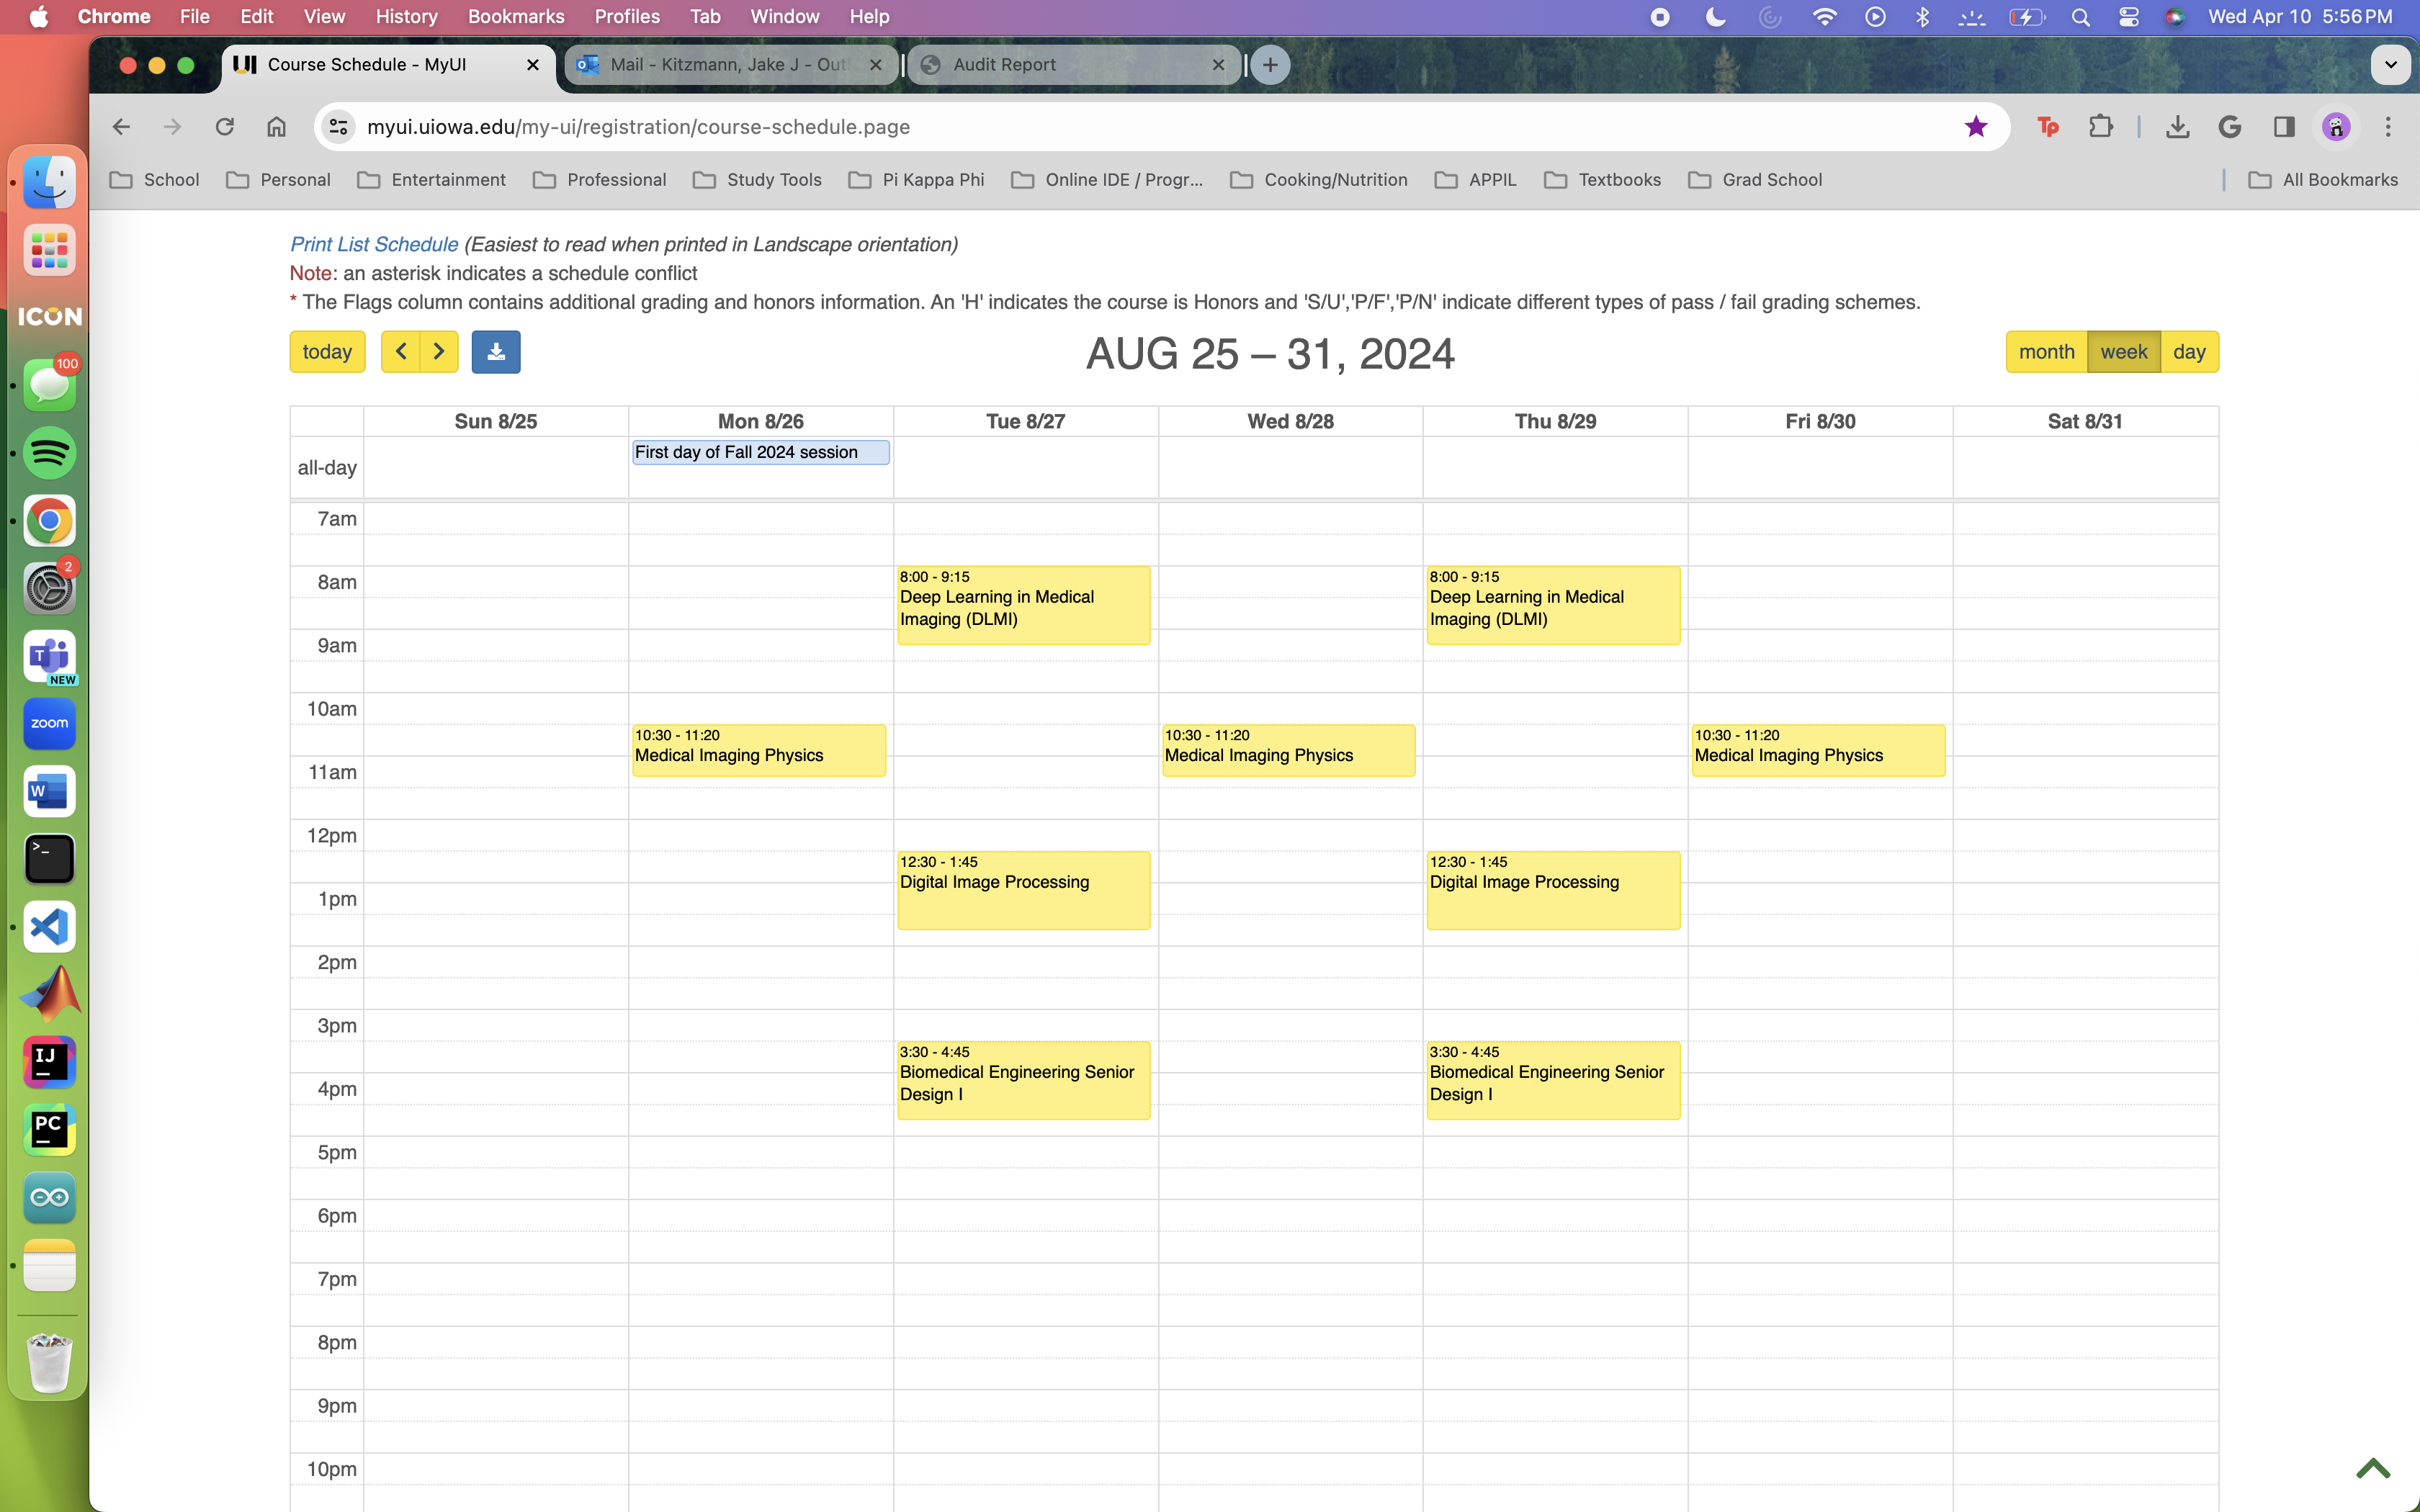 Chrome File Edit View History Bookmarks Profiles Tab Window Help Wed Apr 10 5:56 PM
Course Schedule - MyUI Mail - Kitzmann, Jake J - Out Audit Report
myui.uiowa.edu/my-ui/registration/course-schedule.page Tp
School Personal Entertainment Professional Study Tools Pi Kappa Phi Online IDE / Progr... Cooking/Nutrition APPIL Textbooks Grad School All Bookmarks
ICON
100
2
T
NEW
zoom
W
>_
IJ
PC
Print List Schedule (Easiest to read when printed in Landscape orientation)
Note: an asterisk indicates a schedule conflict
* The Flags column contains additional grading and honors information. An 'H' indicates the course is Honors and 'S/U','P/F','P/N' indicate different types of pass / fail grading schemes.
today AUG 25 – 31, 2024 month week day
Sun 8/25 Mon 8/26 Tue 8/27 Wed 8/28 Thu 8/29 Fri 8/30 Sat 8/31
First day of Fall 2024 session
all-day
7am
8:00 - 9:15 8:00 - 9:15
8am
Deep Learning in Medical Deep Learning in Medical
Imaging (DLMI) Imaging (DLMI)
9am
10am
10:30 - 11:20 10:30 - 11:20 10:30 - 11:20
Medical Imaging Physics Medical Imaging Physics Medical Imaging Physics
11am
12pm
12:30 - 1:45 12:30 - 1:45
Digital Image Processing Digital Image Processing
1pm
2pm
3pm
3:30 - 4:45 3:30 - 4:45
Biomedical Engineering Senior Biomedical Engineering Senior
4pm
Design I Design I
5pm
6pm
7pm
8pm
9pm
10pm